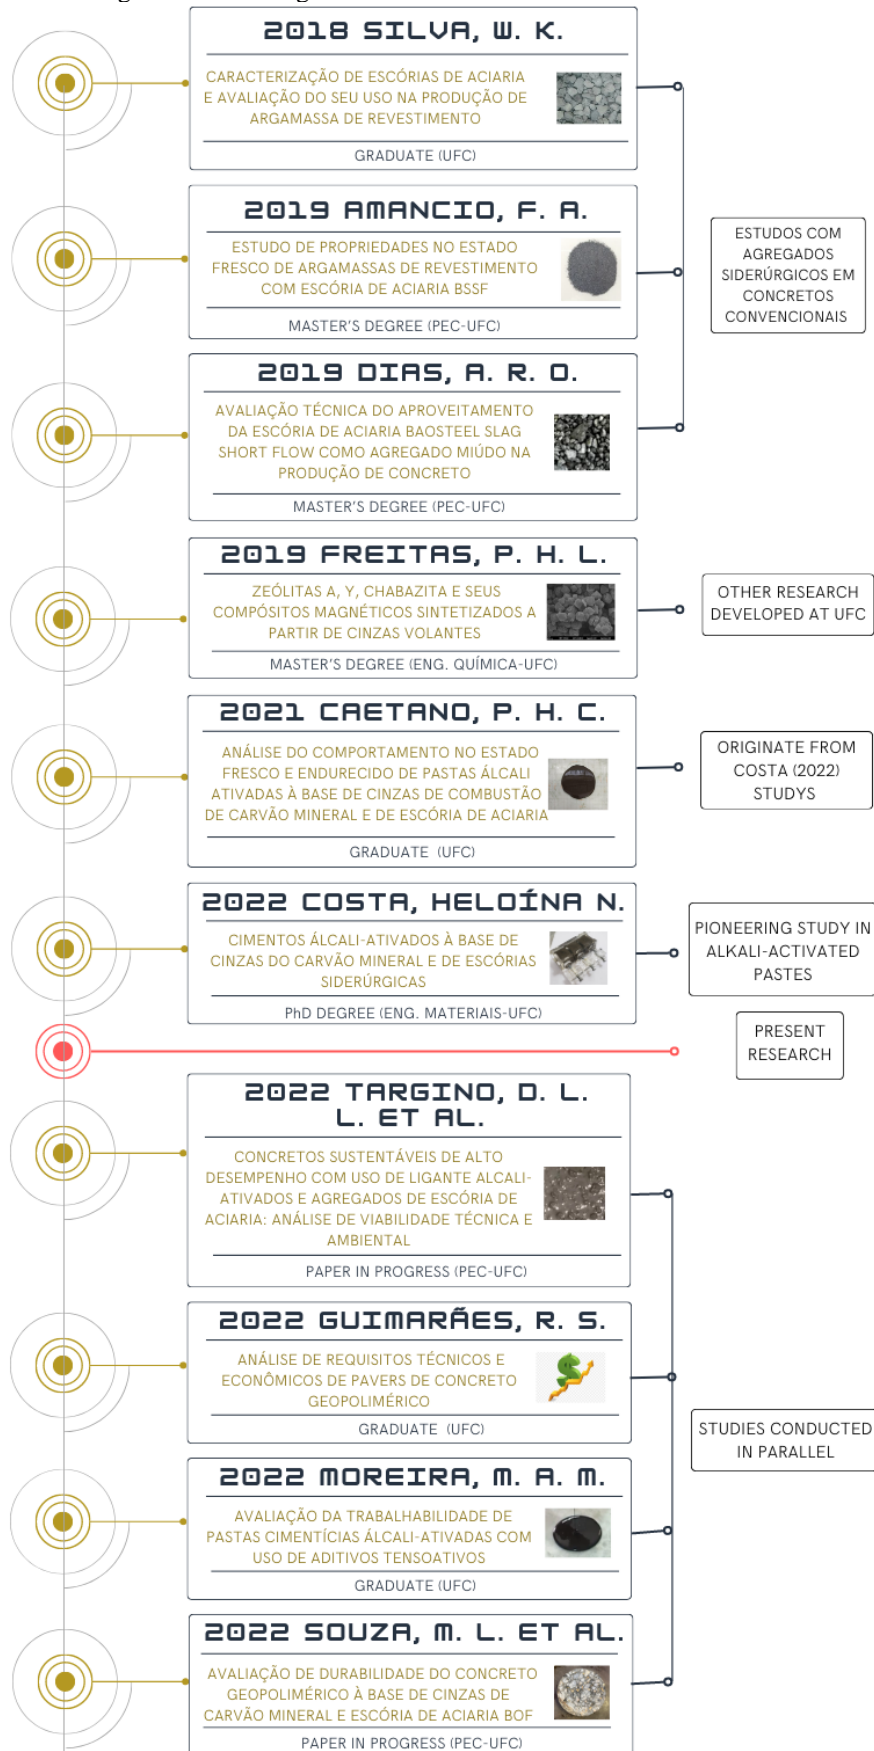 2018 SILVA, W. K.
CARACTERIZAÇÃO DE ESCÓRIAS DE ACIARIA
E AVALIAÇÃO DO SEU USO NA PRODUÇÃO DE
ARGAMASSA DE REVESTIMENTO
GRADUATE (UFC)
2019 AMANCIO, F. A.
ESTUDO DE PROPRIEDADES NO ESTADO
FRESCO DE ARGAMASSAS DE REVESTIMENTO
COM ESCÓRIA DE ACIARIA BSSF
MASTER'S DEGREE (PEC-UFC)
ESTUDOS COM
AGREGADOS
SIDERÚRGICOS EM
CONCRETOS
CONVENCIONAIS
2019 DIAS, A. R. O.
AVALIAÇÃO TÉCNICA DO APROVEITAMENTO
DA ESCÓRIA DE ACIARIA BAOSTEEL SLAG
SHORT FLOW COMO AGREGADO MIÚDO NA
PRODUÇÃO DE CONCRETO
MASTER'S DEGREE (PEC-UFC)
2019 FREITAS, P. H. L.
ZEÓLITAS A, Y, CHABAZITA E SEUS
COMPÓSITOS MAGNÉTICOS SINTETIZADOS A
PARTIR DE CINZAS VOLANTES
MASTER'S DEGREE (ENG. QUÍMICA-UFC)
OTHER RESEARCH
DEVELOPED AT UFC
2021 CAETANO, P. H. C.
ANÁLISE DO COMPORTAMENTO NO ESTADO
FRESCO E ENDURECIDO DE PASTAS ÁLCALI
ATIVADAS À BASE DE CINZAS DE COMBUSTÃO
DE CARVÃO MINERAL E DE ESCÓRIA DE ACIARIA
GRADUATE (UFC)
ORIGINATE FROM
COSTA (2022)
STUDYS
2022 COSTA, HELOÍNA N.
CIMENTOS ÁLCALI-ATIVADOS À BASE DE
CINZAS DO CARVÃO MINERAL E DE ESCÓRIAS
SIDERÚRGICAS
PhD DEGREE (ENG. MATERIAIS-UFC)
PIONEERING STUDY IN
ALKALI-ACTIVATED
PASTES
PRESENT
RESEARCH
2022 TARGINO, D. L.
L. ET AL.
CONCRETOS SUSTENTÁVEIS DE ALTO
DESEMPENHO COM USO DE LIGANTE ALCALI-
ATIVADOS E AGREGADOS DE ESCÓRIA DE
ACIARIA: ANÁLISE DE VIABILIDADE TÉCNICA E
AMBIENTAL
PAPER IN PROGRESS (PEC-UFC)
2022 GUIMARÃES, R. S.
ANÁLISE DE REQUISITOS TÉCNICOS E
ECONÔMICOS DE PAVERS DE CONCRETO
GEOPOLIMÉRICO
GRADUATE (UFC)
STUDIES CONDUCTED
IN PARALLEL
2022 MOREIRA, M. A. M.
AVALIAÇÃO DA TRABALHABILIDADE DE
PASTAS CIMENTÍCIAS ÁLCALI-ATIVADAS COM
USO DE ADITIVOS TENSOATIVOS
GRADUATE (UFC)
2022 SOUZA, M. L. ET AL.
AVALIAÇÃO DE DURABILIDADE DO CONCRETO
GEOPOLIMÉRICO À BASE DE CINZAS DE
CARVÃO MINERAL E ESCÓRIA DE ACIARIA BOF
PAPER IN PROGRESS (PEC-UFC)